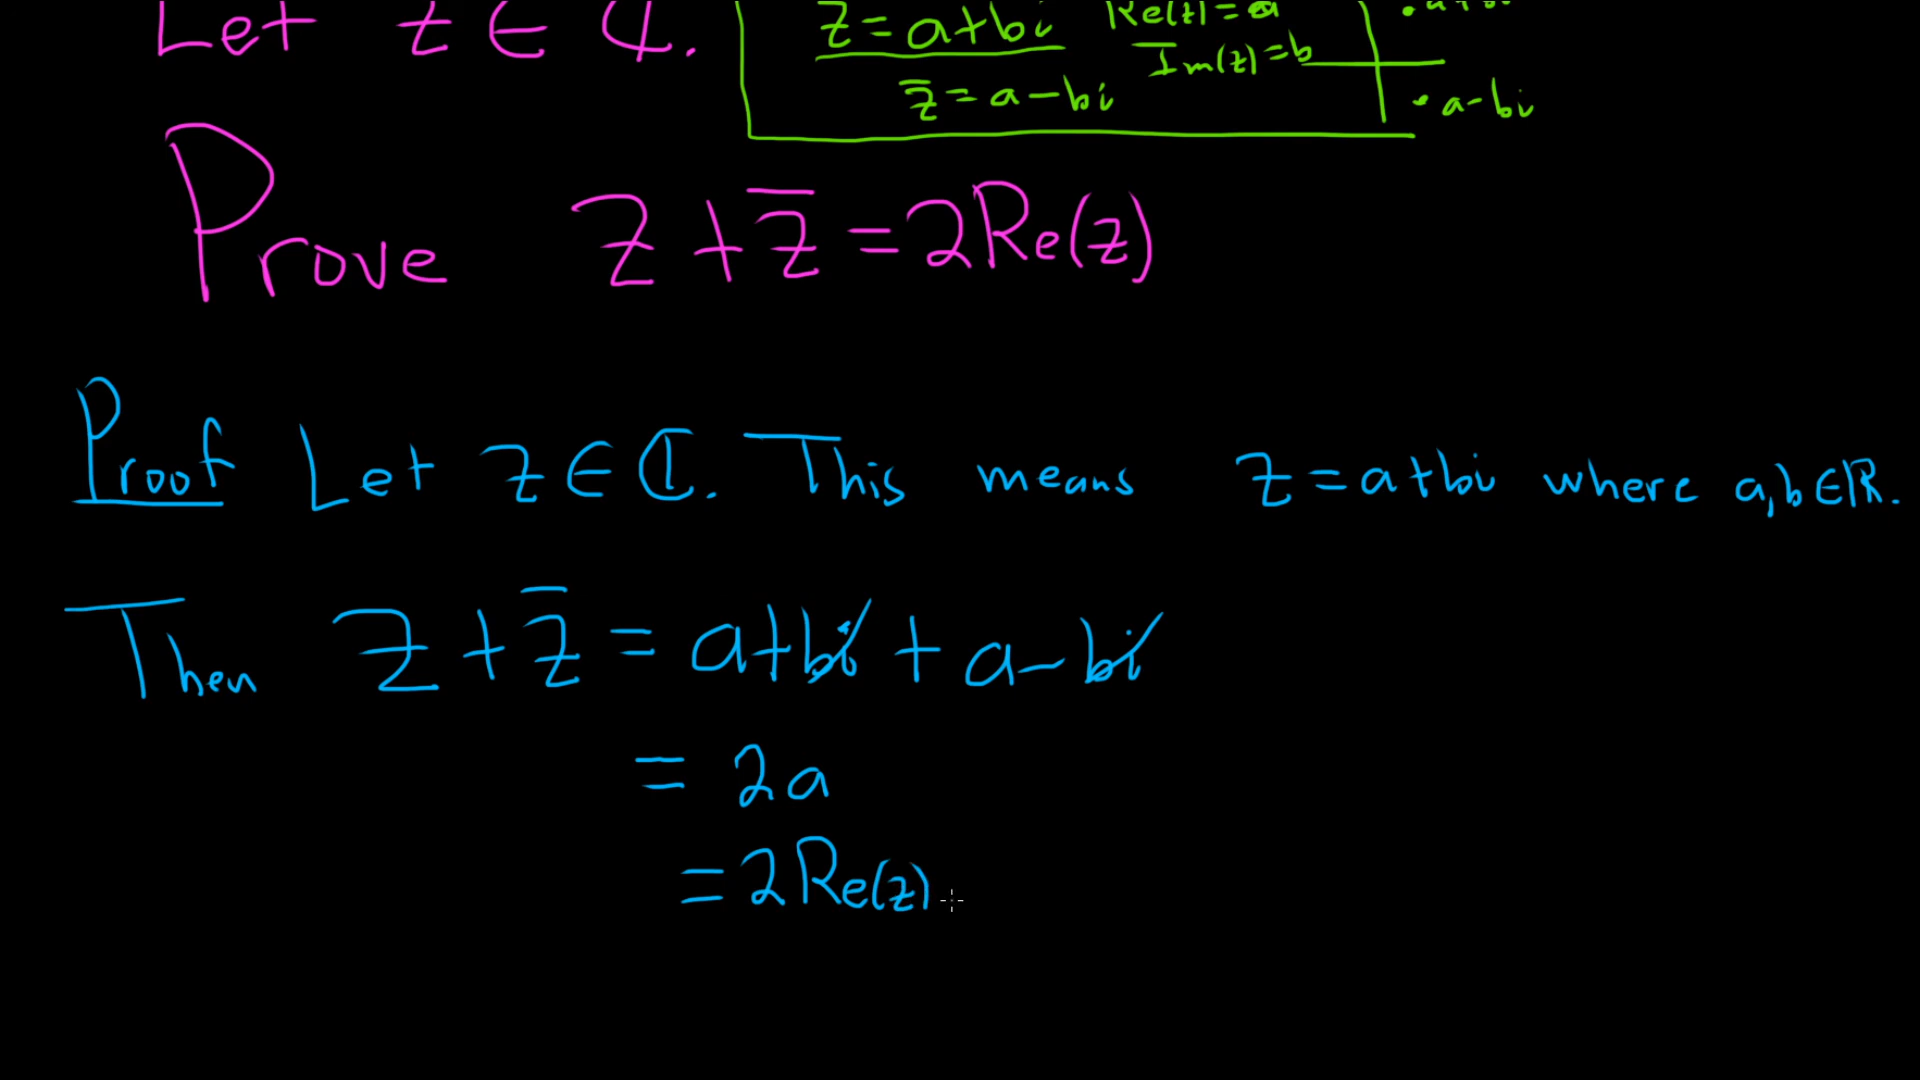 Let z ∈ ℂ.
z = a + bi Re(z) = a
Im(z) = b
z̅ = a - bi
• a + bi
• a - bi
Prove z + z̅ = 2Re(z)
Proof Let z ∈ ℂ. This means z = a + bi where a, b ∈ ℝ.
Then z + z̅ = a + bi + a - bi
= 2a
= 2Re(z)